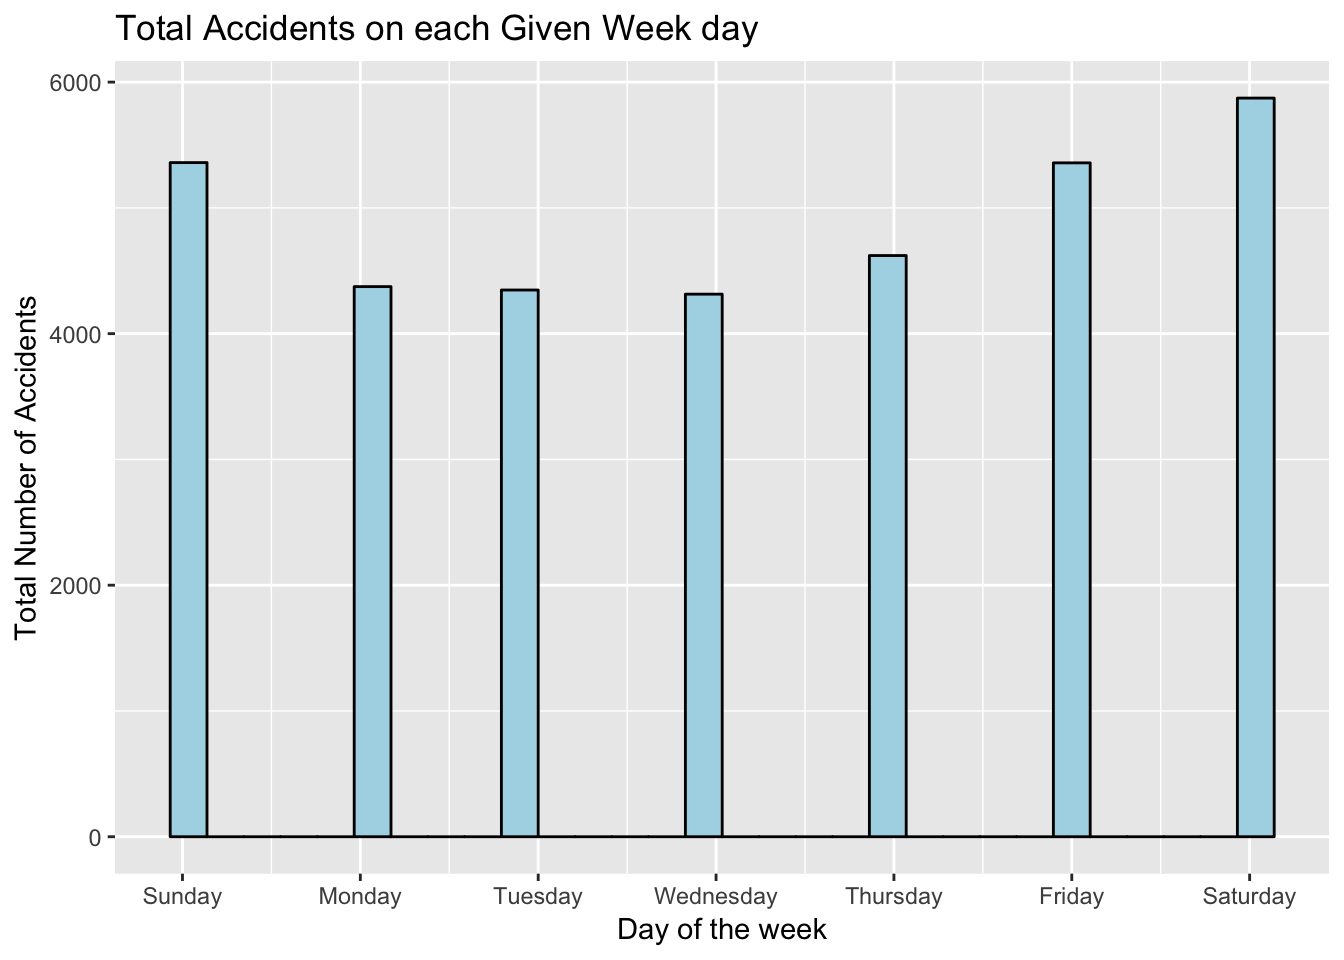 Total Accidents on each Given Week day
Total Number of Accidents
6000
4000
2000
0
Sunday Monday Tuesday Wednesday Thursday Friday Saturday
Day of the week